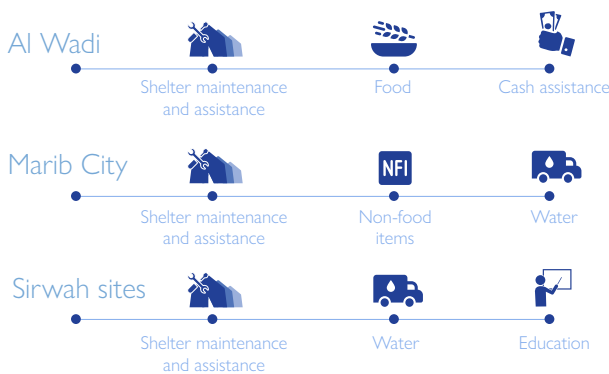 Al Wadi
Shelter maintenance
and assistance
Food
Cash assistance
Marib City
NFI
Shelter maintenance
and assistance
Non-food
items
Water
Sirwah sites
Shelter maintenance
and assistance
Water
Education